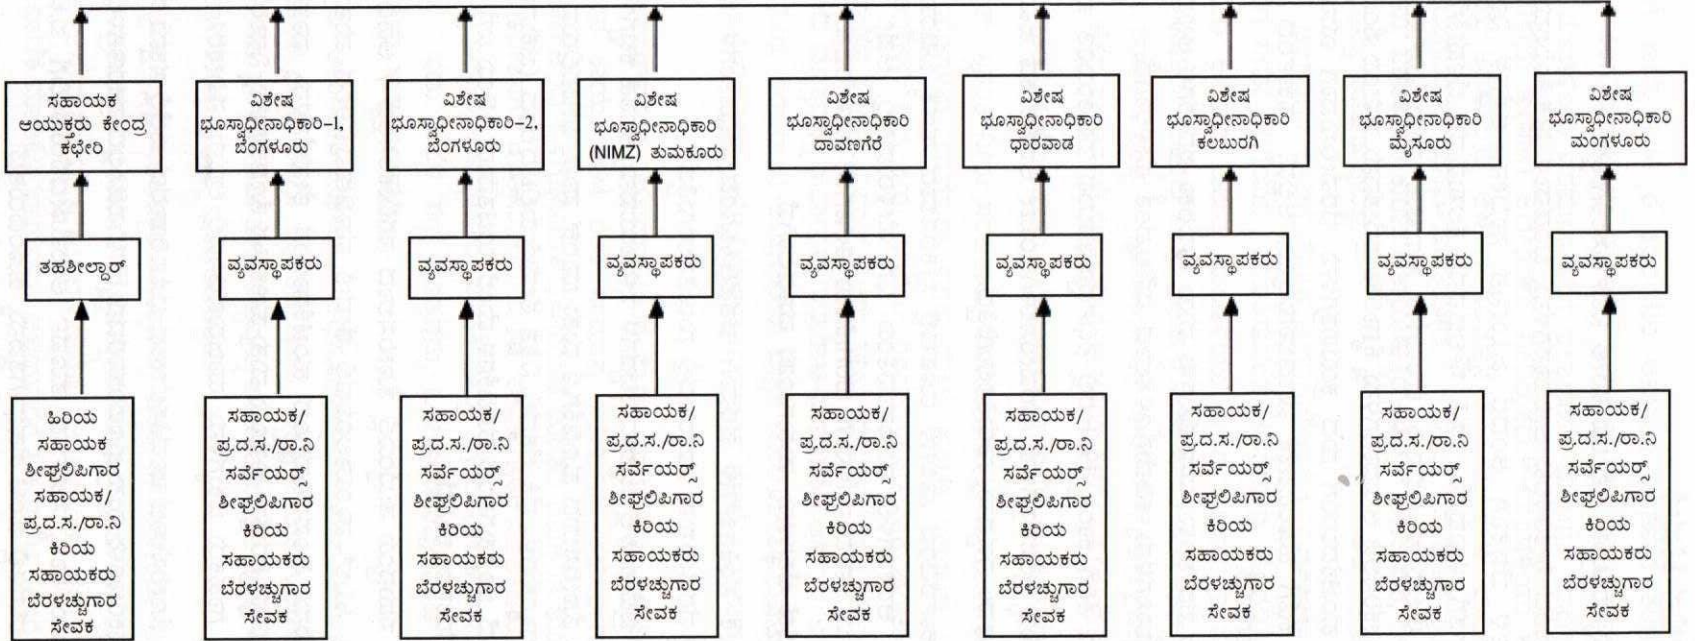 ಸಹಾಯಕ
ಆಯುಕ್ತರು ಕೇಂದ್ರ
ಕಛೇರಿ
ವಿಶೇಷ
ಭೂಸ್ವಾಧೀನಾಧಿಕಾರಿ-1,
ಬೆಂಗಳೂರು
ವಿಶೇಷ
ಭೂಸ್ವಾಧೀನಾಧಿಕಾರಿ-2,
ಬೆಂಗಳೂರು
ವಿಶೇಷ
ಭೂಸ್ವಾಧೀನಾಧಿಕಾರಿ
(NIMZ) ತುಮಕೂರು
ವಿಶೇಷ
ಭೂಸ್ವಾಧೀನಾಧಿಕಾರಿ
ದಾವಣಗೆರೆ
ವಿಶೇಷ
ಭೂಸ್ವಾಧೀನಾಧಿಕಾರಿ
ಧಾರವಾಡ
ವಿಶೇಷ
ಭೂಸ್ವಾಧೀನಾಧಿಕಾರಿ
ಕಲಬುರಗಿ
ವಿಶೇಷ
ಭೂಸ್ವಾಧೀನಾಧಿಕಾರಿ
ಮೈಸೂರು
ವಿಶೇಷ
ಭೂಸ್ವಾಧೀನಾಧಿಕಾರಿ
ಮಂಗಳೂರು
ತಹಶೀಲ್ದಾರ್
ವ್ಯವಸ್ಥಾಪಕರು
ವ್ಯವಸ್ಥಾಪಕರು
ವ್ಯವಸ್ಥಾಪಕರು
ವ್ಯವಸ್ಥಾಪಕರು
ವ್ಯವಸ್ಥಾಪಕರು
ವ್ಯವಸ್ಥಾಪಕರು
ವ್ಯವಸ್ಥಾಪಕರು
ವ್ಯವಸ್ಥಾಪಕರು
ಹಿರಿಯ
ಸಹಾಯಕ
ಶೀಘ್ರಲಿಪಿಗಾರ
ಸಹಾಯಕ/
ಪ್ರ.ದ.ಸ./ರಾ.ನಿ
ಕಿರಿಯ
ಸಹಾಯಕರು
ಬೆರಳಚ್ಚುಗಾರ
ಸೇವಕ
ಸಹಾಯಕ/
ಪ್ರ.ದ.ಸ./ರಾ.ನಿ
ಸರ್ವೆಯರ್ಸ್
ಶೀಘ್ರಲಿಪಿಗಾರ
ಕಿರಿಯ
ಸಹಾಯಕರು
ಬೆರಳಚ್ಚುಗಾರ
ಸೇವಕ
ಸಹಾಯಕ/
ಪ್ರ.ದ.ಸ./ರಾ.ನಿ
ಸರ್ವೆಯರ್ಸ್
ಶೀಘ್ರಲಿಪಿಗಾರ
ಕಿರಿಯ
ಸಹಾಯಕರು
ಬೆರಳಚ್ಚುಗಾರ
ಸೇವಕ
ಸಹಾಯಕ/
ಪ್ರ.ದ.ಸ./ರಾ.ನಿ
ಸರ್ವೆಯರ್ಸ್
ಶೀಘ್ರಲಿಪಿಗಾರ
ಕಿರಿಯ
ಸಹಾಯಕರು
ಬೆರಳಚ್ಚುಗಾರ
ಸೇವಕ
ಸಹಾಯಕ/
ಪ್ರ.ದ.ಸ./ರಾ.ನಿ
ಸರ್ವೆಯರ್ಸ್
ಶೀಘ್ರಲಿಪಿಗಾರ
ಕಿರಿಯ
ಸಹಾಯಕರು
ಬೆರಳಚ್ಚುಗಾರ
ಸೇವಕ
ಸಹಾಯಕ/
ಪ್ರ.ದ.ಸ./ರಾ.ನಿ
ಸರ್ವೆಯರ್ಸ್
ಶೀಘ್ರಲಿಪಿಗಾರ
ಕಿರಿಯ
ಸಹಾಯಕರು
ಬೆರಳಚ್ಚುಗಾರ
ಸೇವಕ
ಸಹಾಯಕ/
ಪ್ರ.ದ.ಸ./ರಾ.ನಿ
ಸರ್ವೆಯರ್ಸ್
ಶೀಘ್ರಲಿಪಿಗಾರ
ಕಿರಿಯ
ಸಹಾಯಕರು
ಬೆರಳಚ್ಚುಗಾರ
ಸೇವಕ
ಸಹಾಯಕ/
ಪ್ರ.ದ.ಸ./ರಾ.ನಿ
ಸರ್ವೆಯರ್ಸ್
ಶೀಘ್ರಲಿಪಿಗಾರ
ಕಿರಿಯ
ಸಹಾಯಕರು
ಬೆರಳಚ್ಚುಗಾರ
ಸೇವಕ
ಸಹಾಯಕ/
ಪ್ರ.ದ.ಸ./ರಾ.ನಿ
ಸರ್ವೆಯರ್ಸ್
ಶೀಘ್ರಲಿಪಿಗಾರ
ಕಿರಿಯ
ಸಹಾಯಕರು
ಬೆರಳಚ್ಚುಗಾರ
ಸೇವಕ